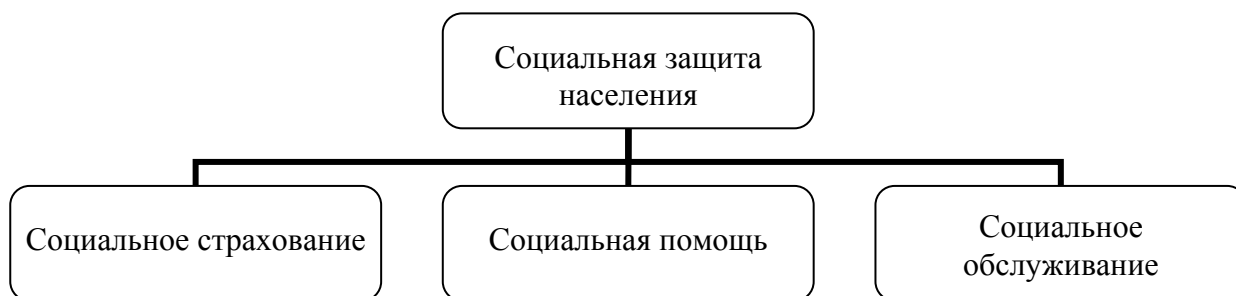 Социальная защита
населения
Социальное страхование
Социальная помощь
Социальное
обслуживание